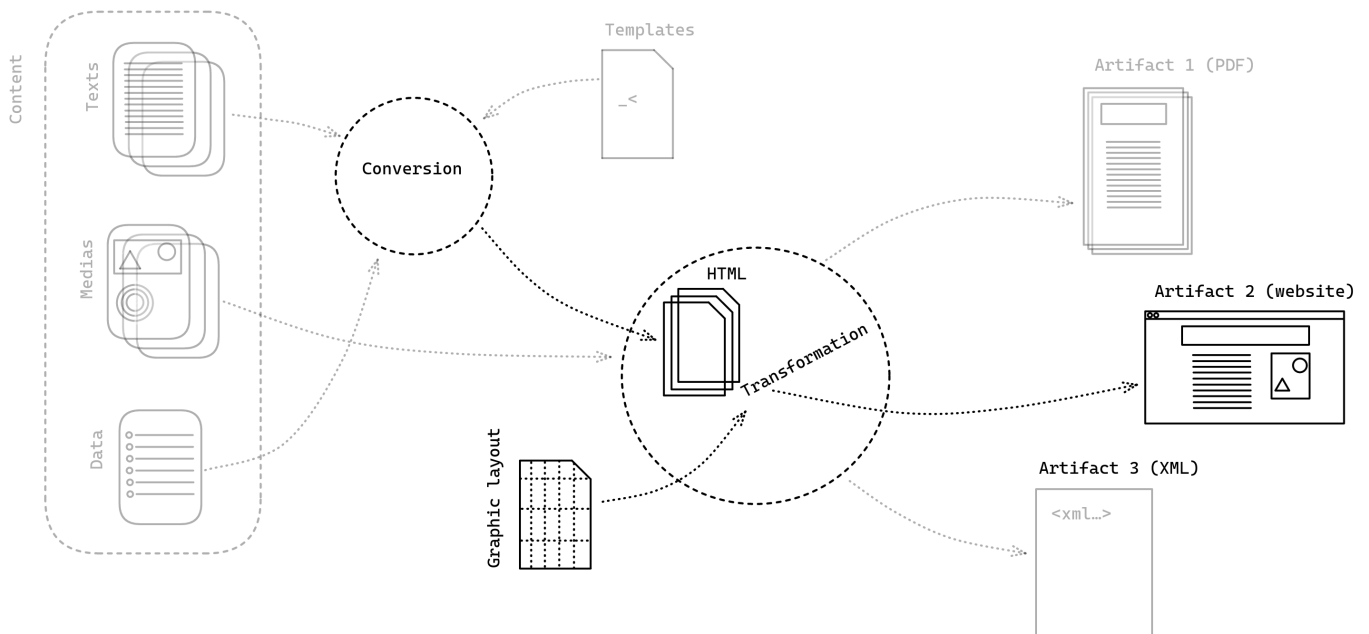 Content
Texts
Medias
Data
Conversion
Templates
_<
HTML
Transformation
Graphic layout
Artifact 1 (PDF)
Artifact 2 (website)
Artifact 3 (XML)
<xml…>